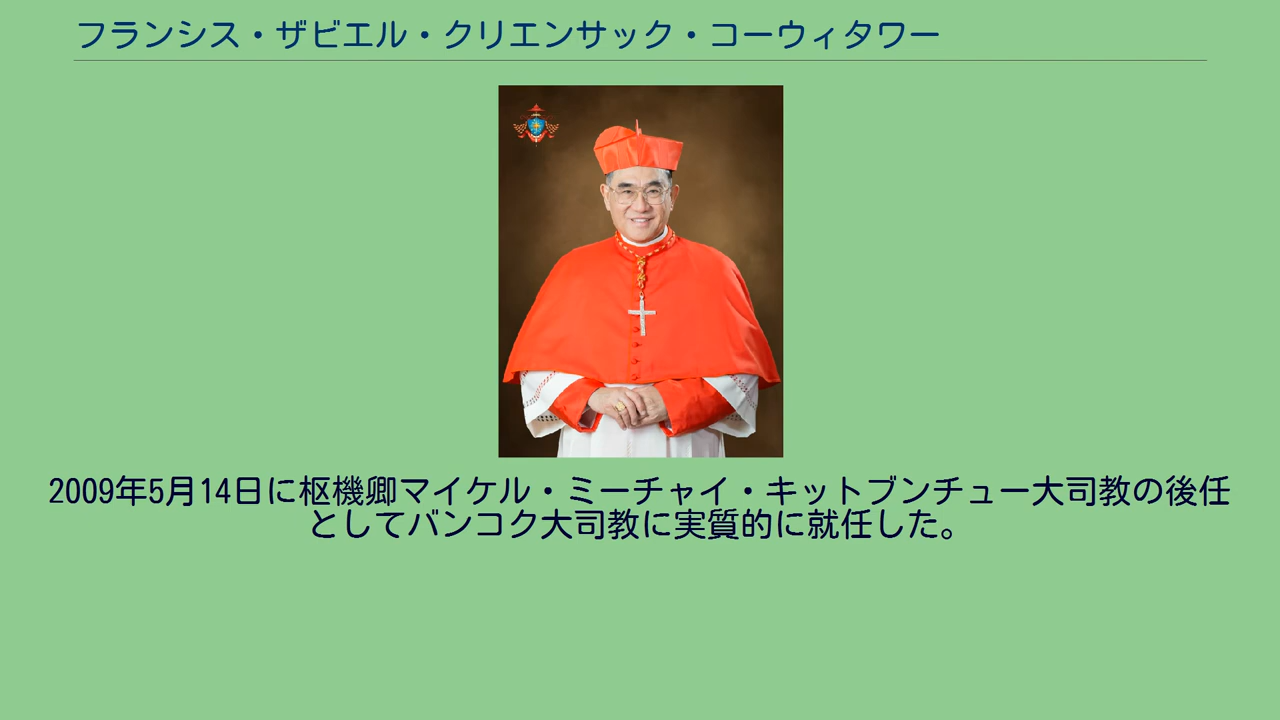 フランシス・ザビエル・クリエンサック・コーウィタワー
2009年5月14日に枢機卿マイケル・ミーチャイ・キットブンチュー大司教の後任
としてバンコク大司教に実質的に就任した。